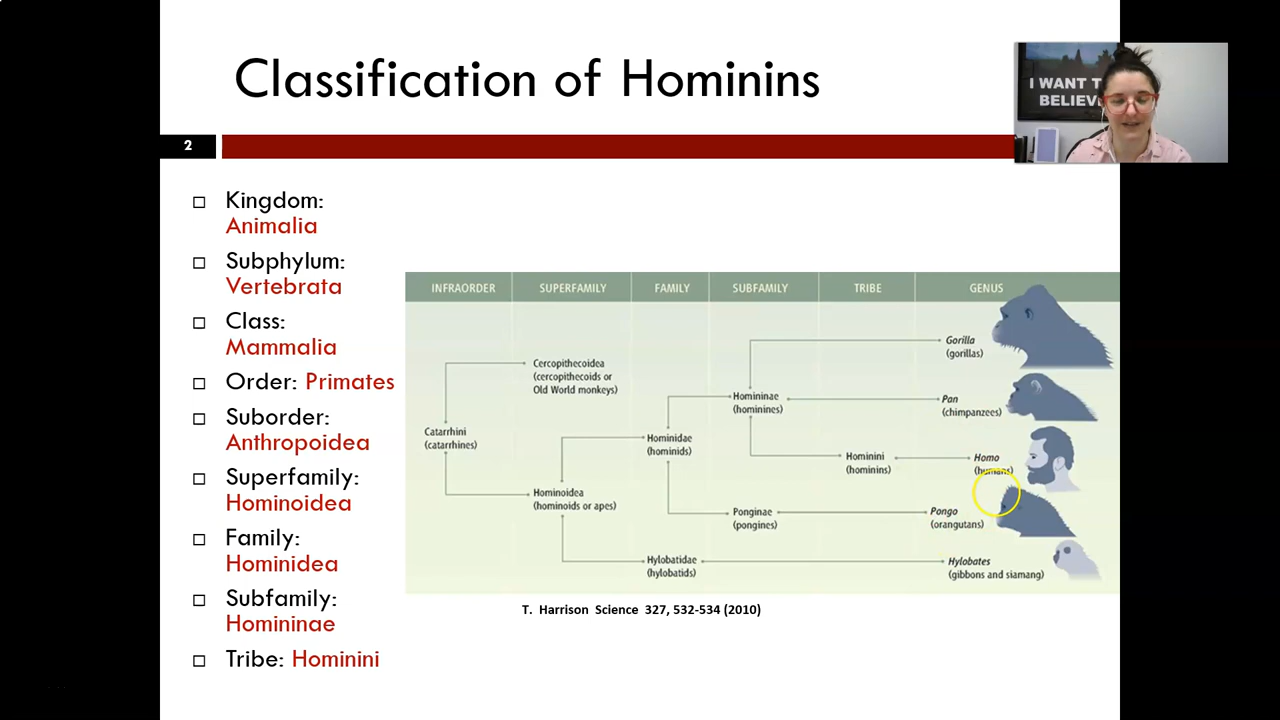 Classification of Hominins
I WANT T
BELIEV
2
Kingdom:
Animalia
Subphylum:
Vertebrata
Class:
Mammalia
Order: Primates
Suborder:
Anthropoidea
Superfamily:
Hominoidea
Family:
Hominidea
Subfamily:
Homininae
Tribe: Hominini
INFRAORDER SUPERFAMILY FAMILY SUBFAMILY TRIBE GENUS
Gorilla
(gorillas)
Cercopithecoidea
(cercopithecoids or
Old World monkeys)
Homininae
(hominines)
Pan
(chimpanzees)
Catarrhini
(catarrhines)
Hominidae
(hominids)
Hominini
(hominins)
Homo
(humans)
Hominoidea
(hominoids or apes)
Ponginae
(pongines)
Pongo
(orangutans)
Hylobatidae
(hylobatids)
Hylobates
(gibbons and siamang)
T. Harrison Science 327, 532-534 (2010)